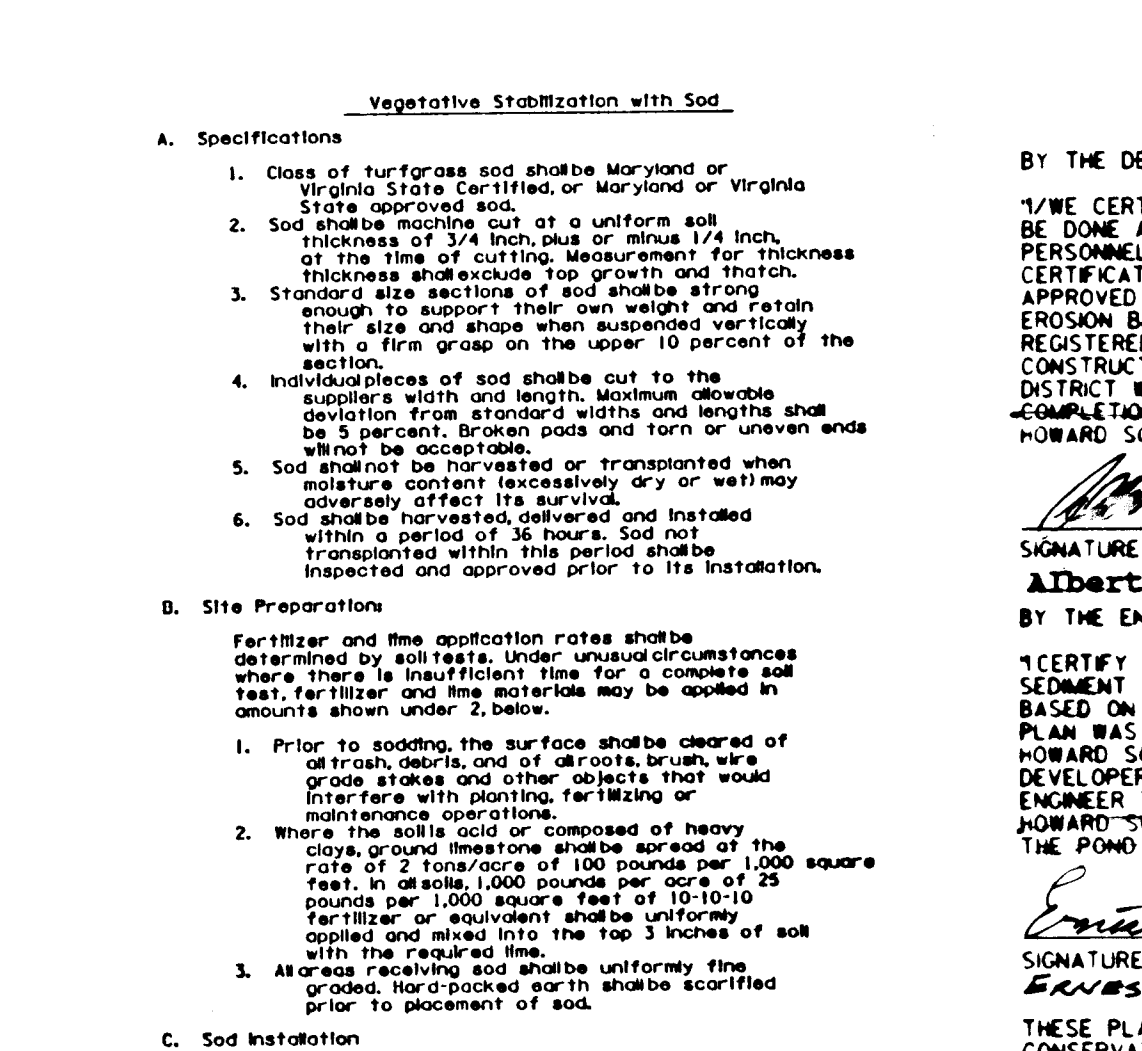 Vegetative Stabilization with Sod
A. Specifications
1. Class of turfgrass sod shall be Maryland or
Virginia State Certified, or Maryland or Virginia
State approved sod.
2. Sod shall be machine cut at a uniform soil
thickness of 3/4 inch, plus or minus 1/4 inch,
at the time of cutting. Measurement for thickness
thickness shall exclude top growth and thatch.
3. Standard size sections of sod shall be strong
enough to support their own weight and retain
their size and shape when suspended vertically
with a firm grasp on the upper 10 percent of the
section.
4. Individual pieces of sod shall be cut to the
suppliers width and length. Maximum allowable
deviation from standard widths and lengths shall
be 5 percent. Broken pads and torn or uneven ends
will not be acceptable.
5. Sod shall not be harvested or transplanted when
moisture content (excessively dry or wet) may
adversely affect its survival.
6. Sod shall be harvested, delivered and installed
within a period of 36 hours. Sod not
transplanted within this period shall be
inspected and approved prior to its installation.
B. Site Preparation:
Fertilizer and lime application rates shall be
determined by soil tests. Under unusual circumstances
where there is insufficient time for a complete soil
test, fertilizer and lime materials may be applied in
amounts shown under 2, below.
1. Prior to sodding, the surface shall be cleared of
all trash, debris, and of all roots, brush, wire
grade stakes and other objects that would
interfere with planting, fertilizing or
maintenance operations.
2. Where the soil is acid or composed of heavy
clays, ground limestone shall be spread at the
rate of 2 tons/acre of 100 pounds per 1,000 square
feet. In all soils, 1,000 pounds per acre of 25
pounds per 1,000 square feet of 10-10-10
fertilizer or equivalent shall be uniformly
applied and mixed into the top 3 inches of soil
with the required lime.
3. All areas receiving sod shall be uniformly fine
graded. Hard-packed earth shall be scarified
prior to placement of sod.
C. Sod Installation
BY THE DE
"I/WE CERT
BE DONE A
PERSONNEL
CERTIFICAT
APPROVED
EROSION B
REGISTERE
CONSTRUCT
DISTRICT W
COMPLETIO
HOWARD SO
SIGNATURE
Albert
BY THE EN
"I CERTIFY
SEDIMENT
BASED ON
PLAN WAS
HOWARD SO
DEVELOPER
ENGINEER
HOWARD S
THE POND
SIGNATURE
ERNES
THESE PLA
CONSERVA